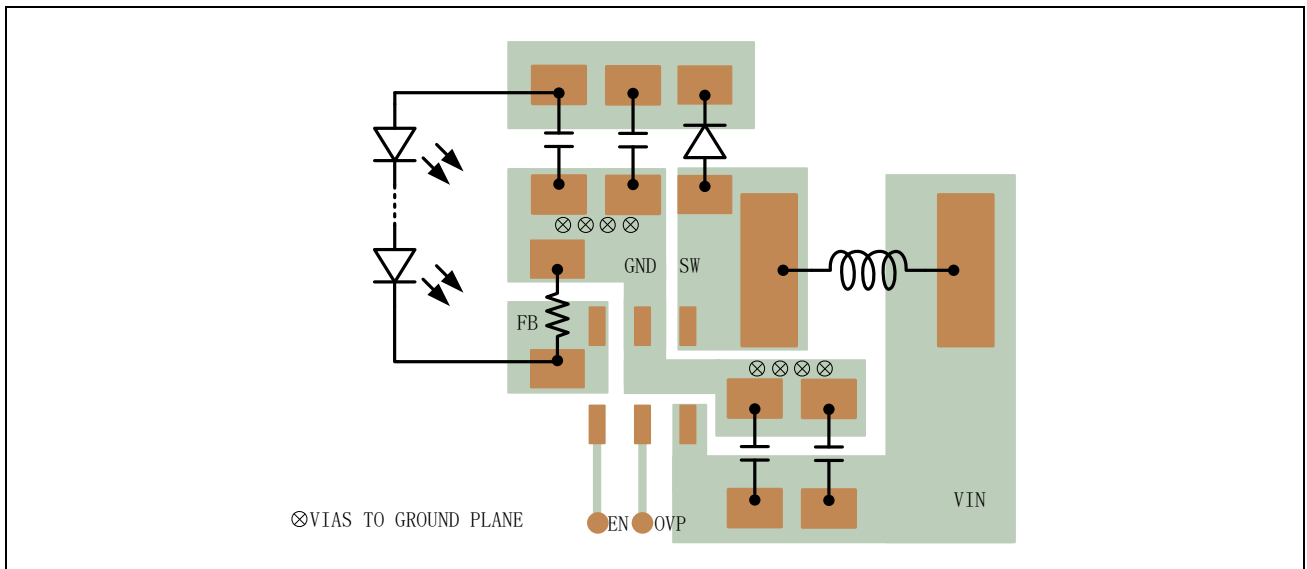 GND SW
FB
VIN
⊗VIAS TO GROUND PLANE
EN OVP